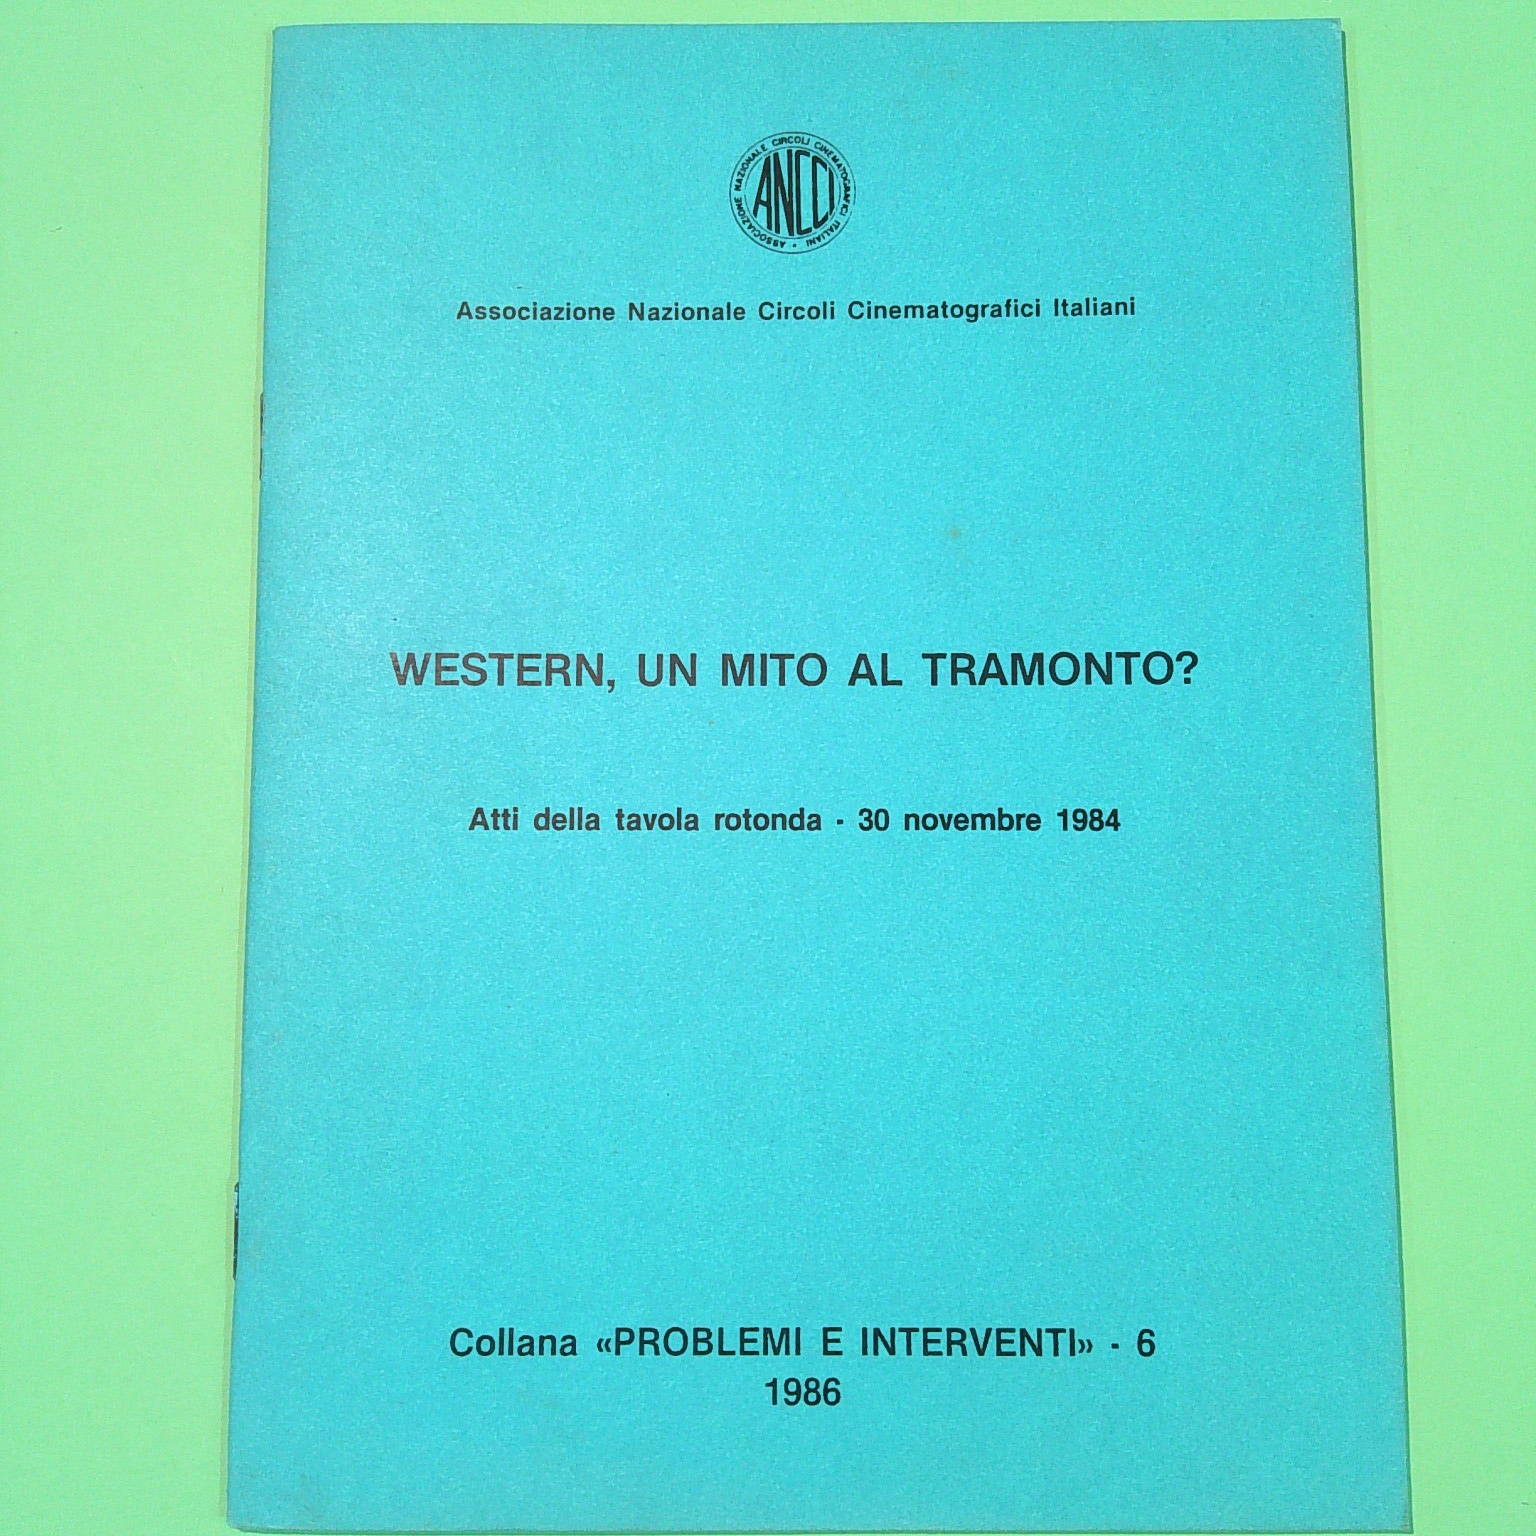 ASSOCIAZIONE NAZIONALE CIRCOLI CINEMATOGRAFICI ITALIANI •
ANCCI
Associazione Nazionale Circoli Cinematografici Italiani
WESTERN, UN MITO AL TRAMONTO?
Atti della tavola rotonda - 30 novembre 1984
Collana «PROBLEMI E INTERVENTI» - 6
1986